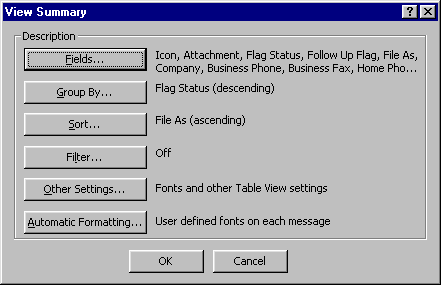 View Summary
Description
Fields...
Icon, Attachment, Flag Status, Follow Up Flag, File As,
Company, Business Phone, Business Fax, Home Pho...
Group By...
Flag Status (descending)
Sort...
File As (ascending)
Filter...
Off
Other Settings...
Fonts and other Table View settings
Automatic Formatting...
User defined fonts on each message
OK
Cancel